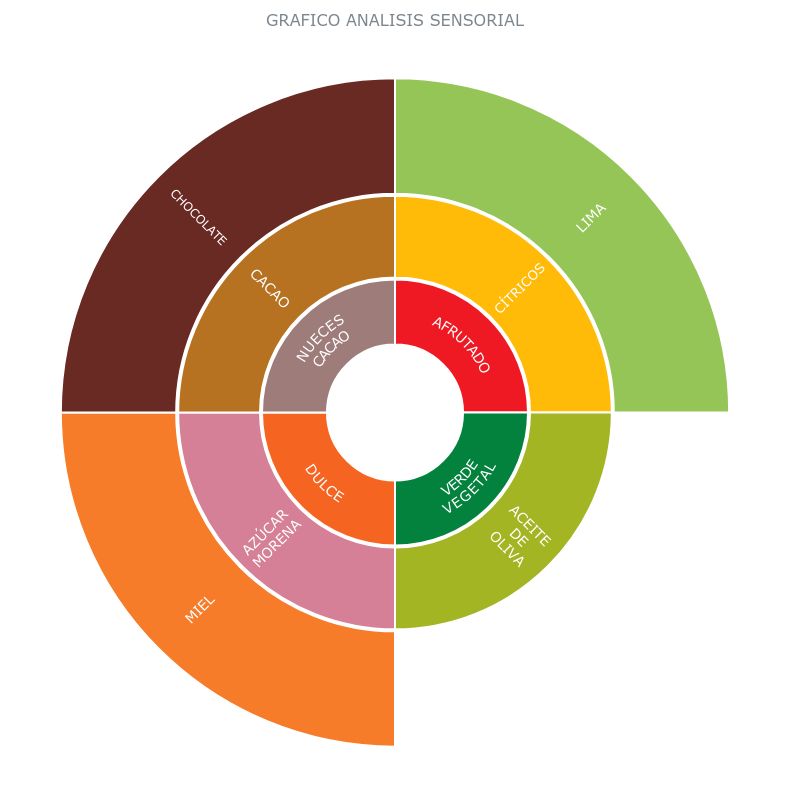 GRAFICO ANALISIS SENSORIAL
CHOCOLATE
LIMA
CACAO
CÍTRICOS
NUECES
CACAO
AFRUTADO
DULCE
VERDE
VEGETAL
AZÚCAR
MORENA
ACEITE
DE
OLIVA
MIEL